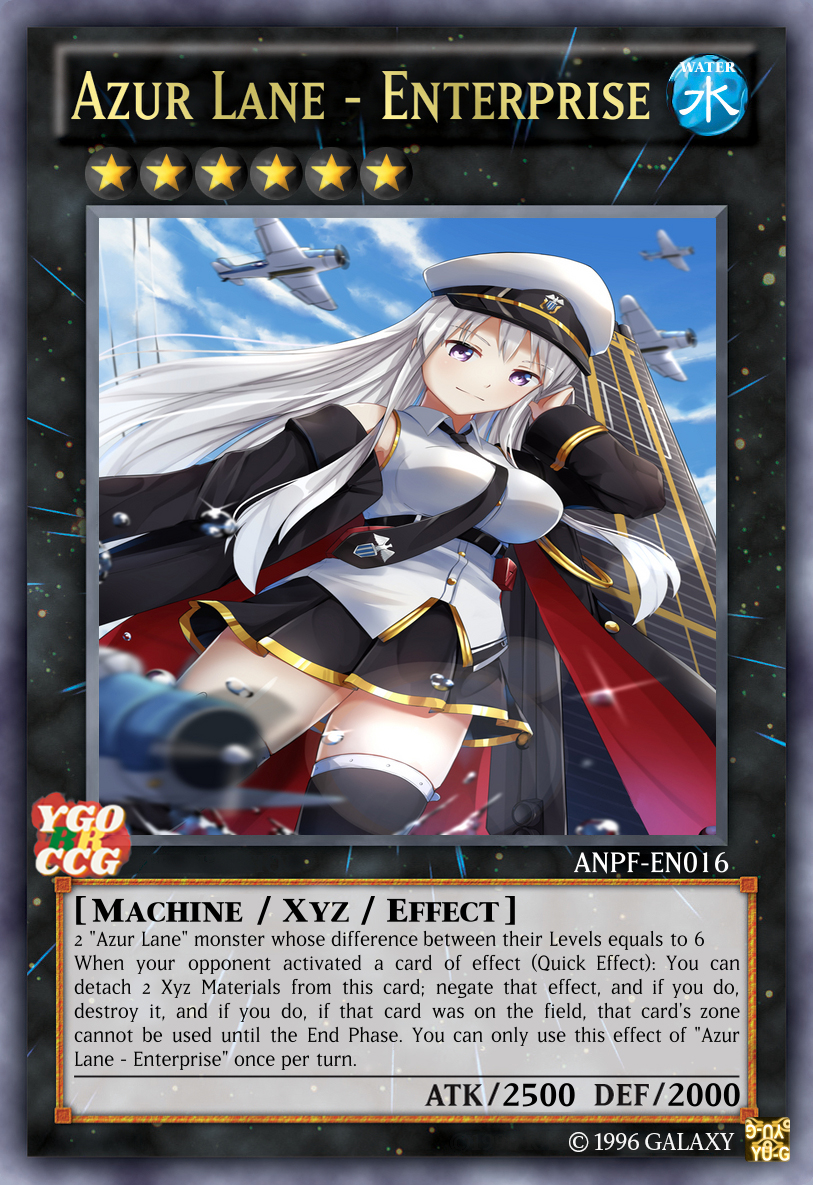 AZUR LANE - ENTERPRISE
WATER
水
YGO
RR
CCG
ANPF-EN016
[ MACHINE / XYZ / EFFECT ]
2 "Azur Lane" monster whose difference between their Levels equals to 6
When your opponent activated a card of effect (Quick Effect): You can
detach 2 Xyz Materials from this card; negate that effect, and if you do,
destroy it, and if you do, if that card was on the field, that card's zone
cannot be used until the End Phase. You can only use this effect of "Azur
Lane - Enterprise" once per turn.
ATK/2500 DEF/2000
© 1996 GALAXY